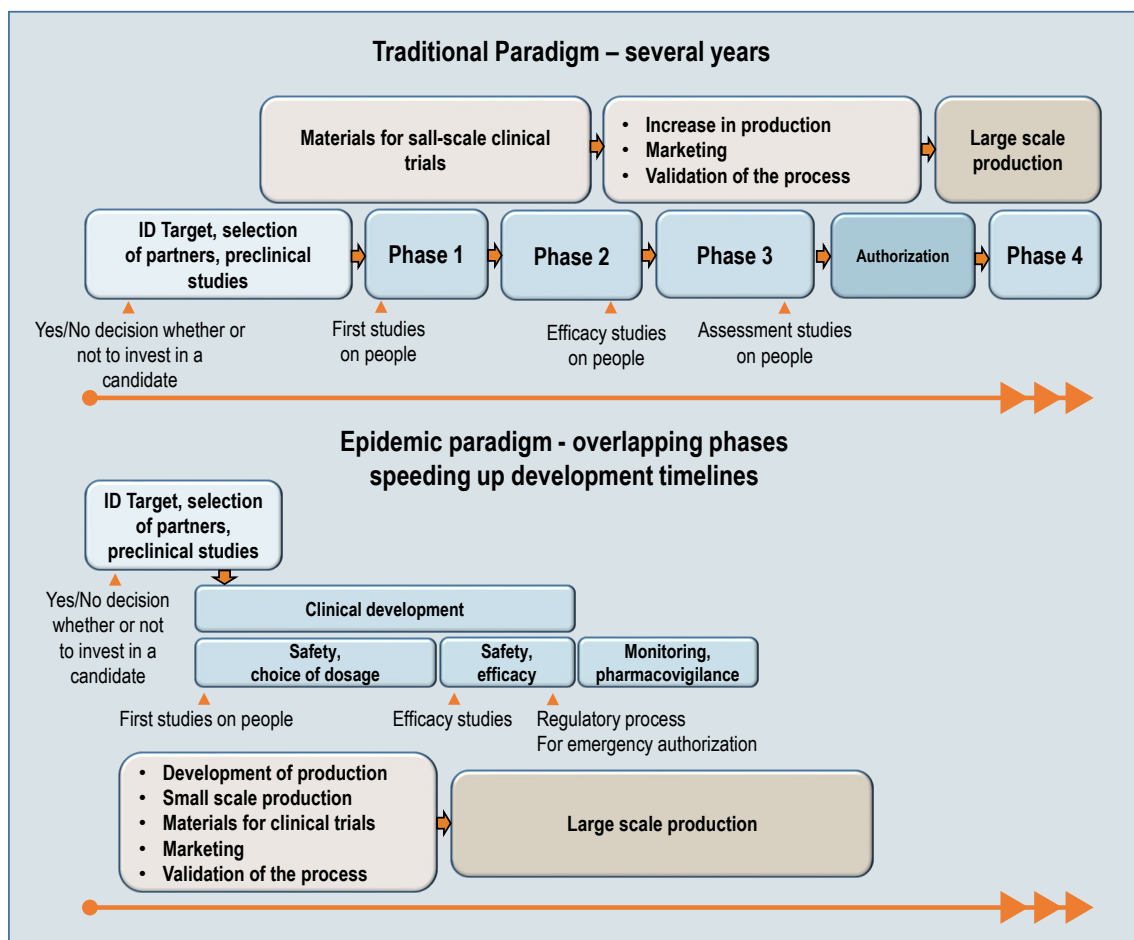 Traditional Paradigm – several years
Materials for sall-scale clinical
trials
• Increase in production
• Marketing
• Validation of the process
Large scale
production
ID Target, selection
of partners, preclinical
studies
Phase 1
Phase 2
Phase 3
Authorization
Phase 4
Yes/No decision whether or
not to invest in a
candidate
First studies
on people
Efficacy studies
on people
Assessment studies
on people
Epidemic paradigm - overlapping phases
speeding up development timelines
ID Target, selection
of partners,
preclinical studies
Yes/No decision
whether or not
to invest in a
candidate
Clinical development
Safety,
choice of dosage
Safety,
efficacy
Monitoring,
pharmacovigilance
First studies on people
Efficacy studies
Regulatory process
For emergency authorization
• Development of production
• Small scale production
• Materials for clinical trials
• Marketing
• Validation of the process
Large scale production